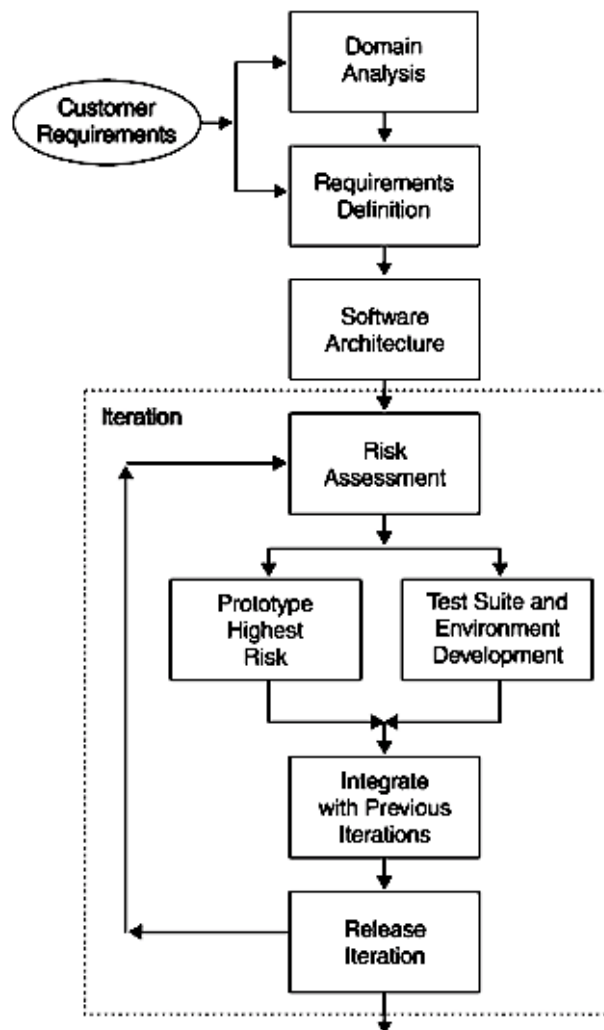 Domain
Analysis
Customer
Requirements
Requirements
Definition
Software
Architecture
Iteration
Risk
Assessment
Prototype
Highest
Risk
Test Suite and
Environment
Development
Integrate
with Previous
Iterations
Release
Iteration